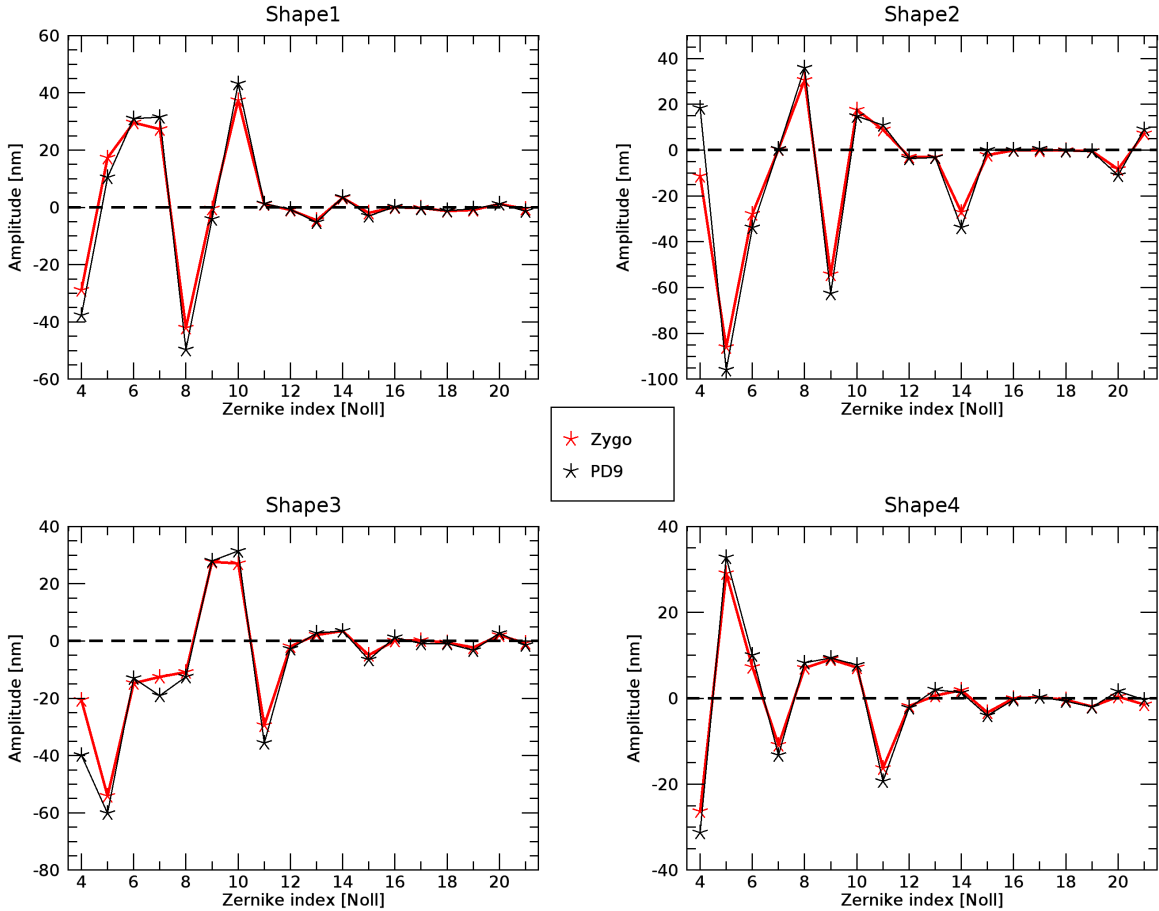 Shape1
Amplitude [nm]
60
40
20
0
-20
-40
-60
4 6 8 10 12 14 16 18 20
Zernike index [Noll]
Shape2
Amplitude [nm]
40
20
0
-20
-40
-60
-80
-100
4 6 8 10 12 14 16 18 20
Zernike index [Noll]
Zygo
PD9
Shape3
Amplitude [nm]
40
20
0
-20
-40
-60
-80
4 6 8 10 12 14 16 18 20
Zernike index [Noll]
Shape4
Amplitude [nm]
40
20
0
-20
-40
4 6 8 10 12 14 16 18 20
Zernike index [Noll]